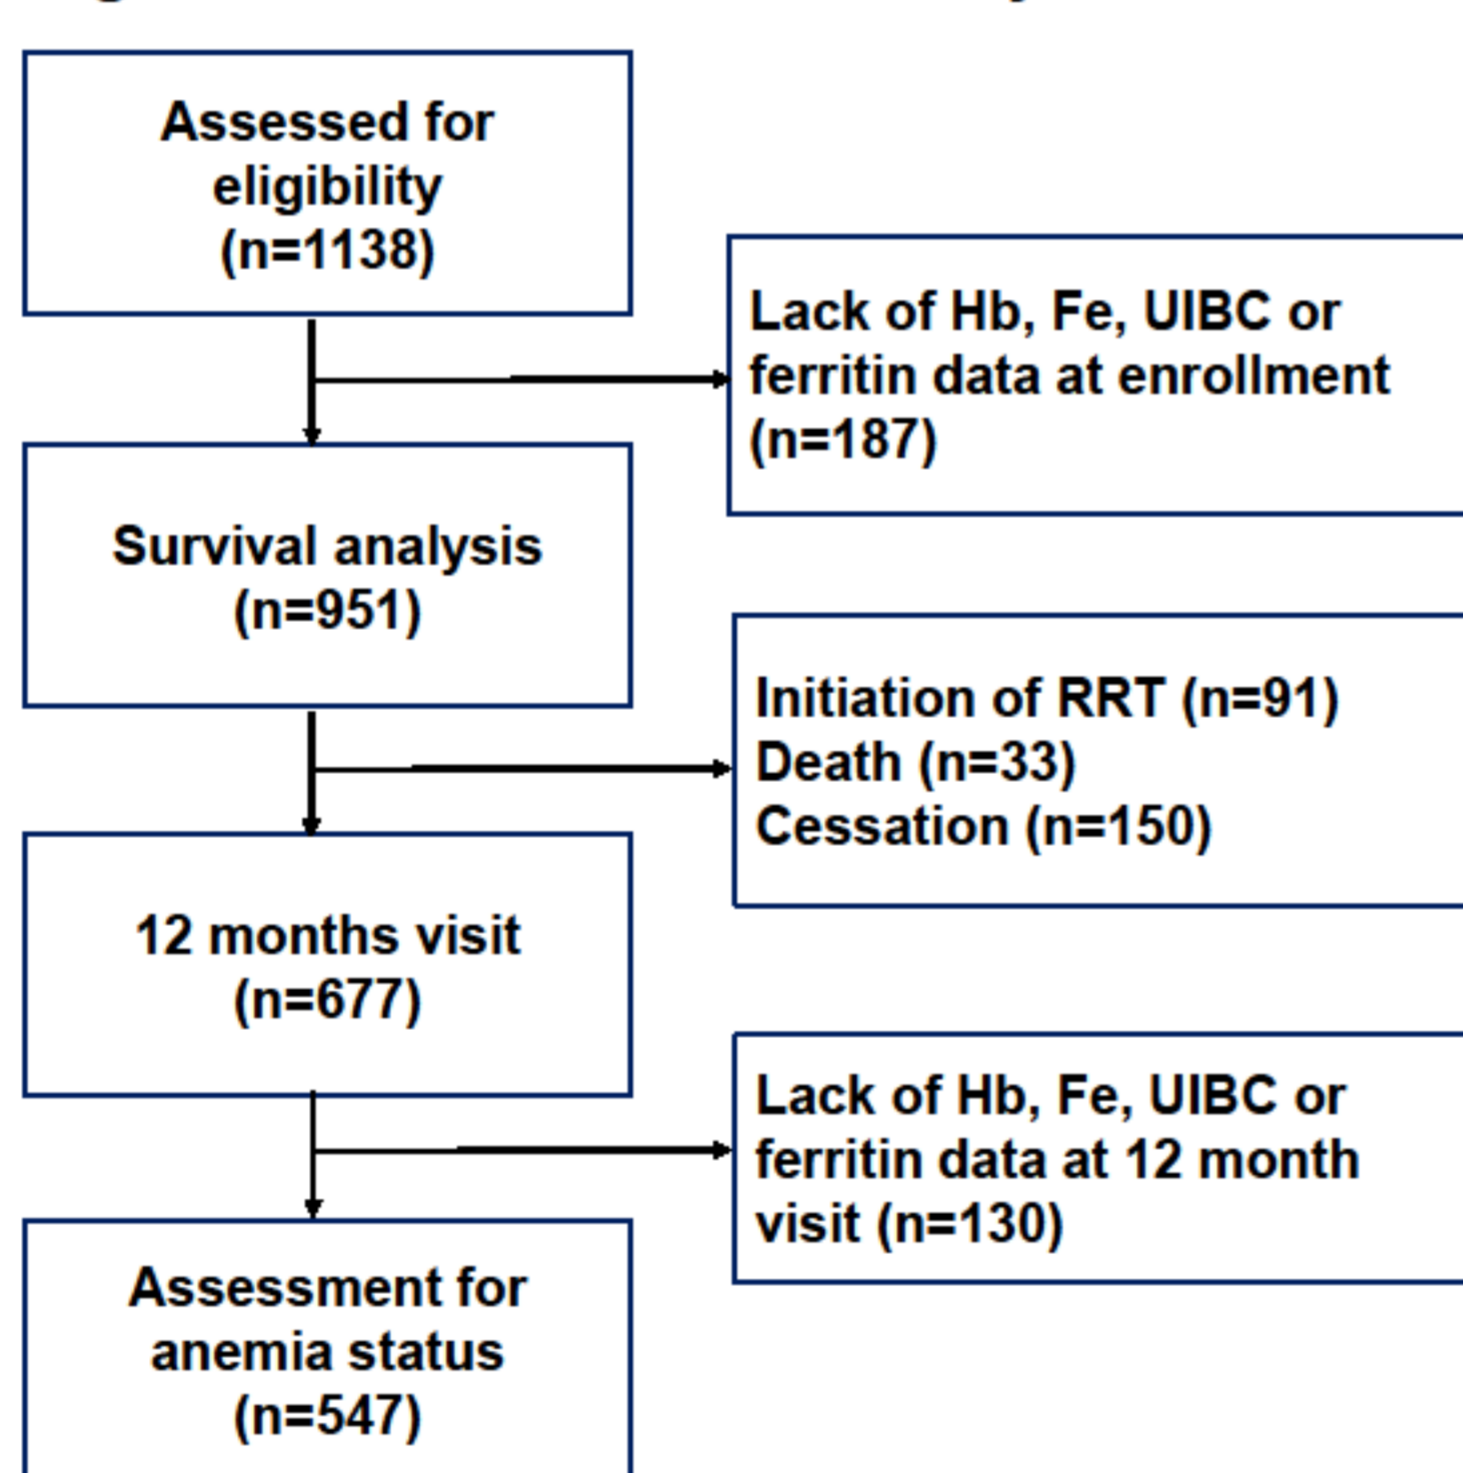 Assessed for
eligibility
(n=1138)
Lack of Hb, Fe, UIBC or
ferritin data at enrollment
(n=187)
Survival analysis
(n=951)
Initiation of RRT (n=91)
Death (n=33)
Cessation (n=150)
12 months visit
(n=677)
Lack of Hb, Fe, UIBC or
ferritin data at 12 month
visit (n=130)
Assessment for
anemia status
(n=547)